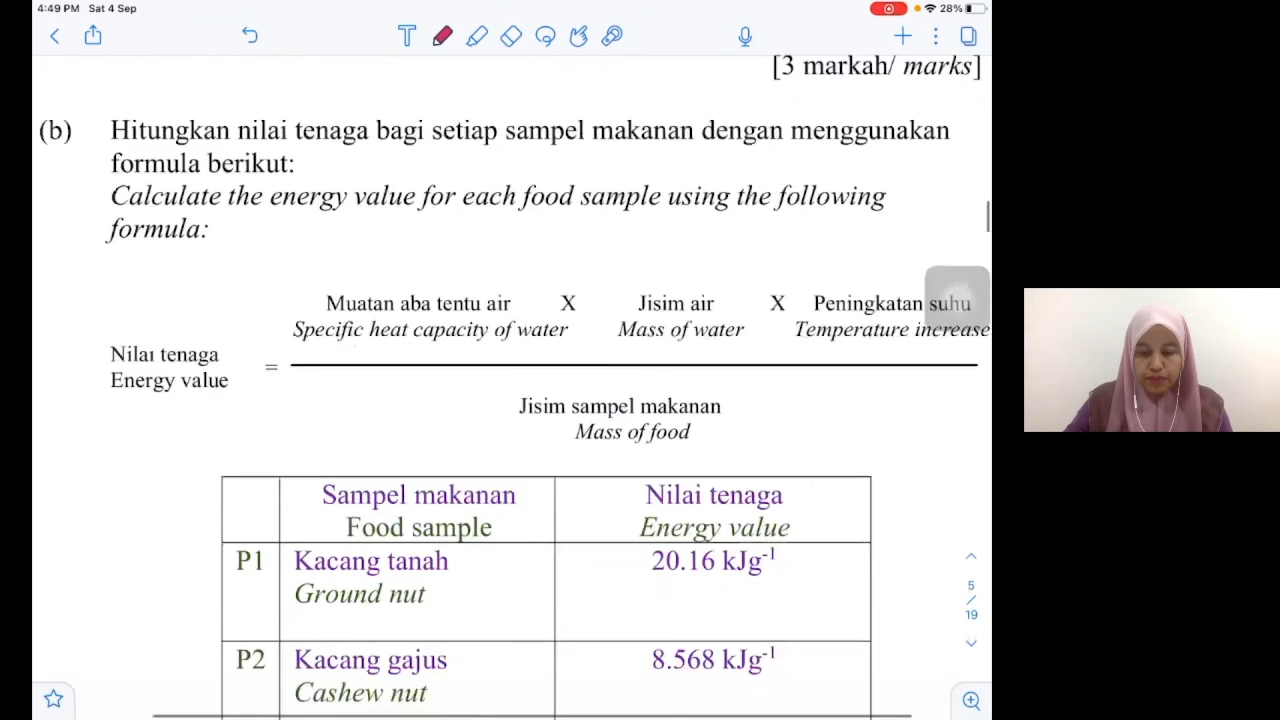 4:49 PM Sat 4 Sep
28%
[3 markah/ marks]
(b) Hitungkan nilai tenaga bagi setiap sampel makanan dengan menggunakan
formula berikut:
Calculate the energy value for each food sample using the following
formula:
Muatan aba tentu air X Jisim air X Peningkatan suhu
Specific heat capacity of water Mass of water Temperature increase
Nilai tenaga
Energy value =
Jisim sampel makanan
Mass of food
Sampel makanan Nilai tenaga
Food sample Energy value
P1 Kacang tanah 20.16 kJg⁻¹
Ground nut
P2 Kacang gajus 8.568 kJg⁻¹
Cashew nut
5
/
19